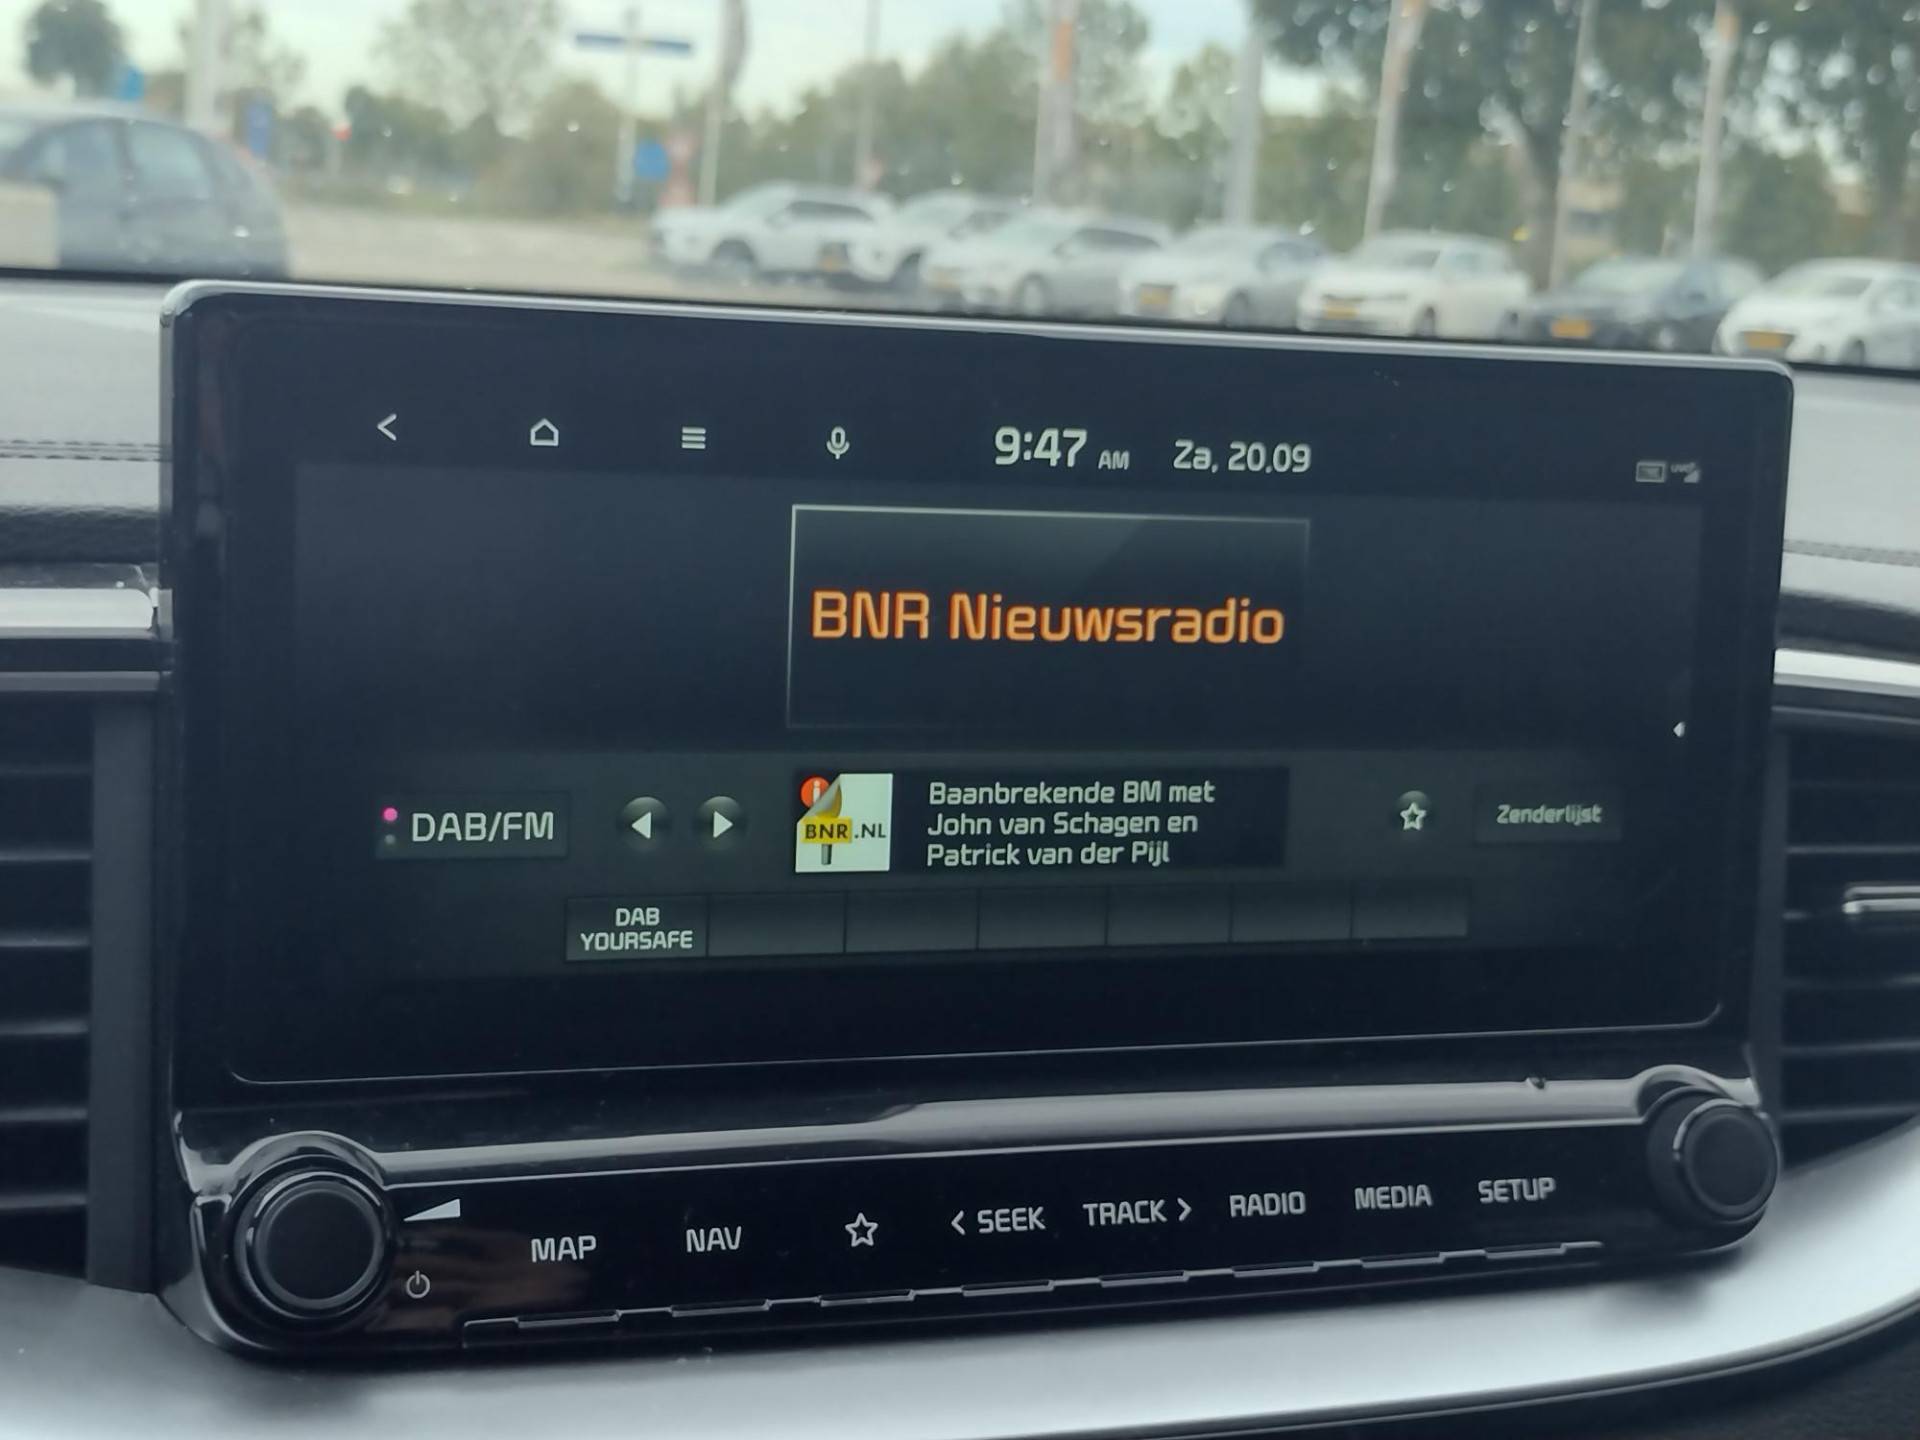 9:47 AM Za, 20.09
BNR Nieuwsradio
DAB/FM
BNR.NL
Baanbrekende BM met
John van Schagen en
Patrick van der Pijl
Zenderlijst
DAB
YOURSAFE
MAP NAV < SEEK TRACK > RADIO MEDIA SETUP